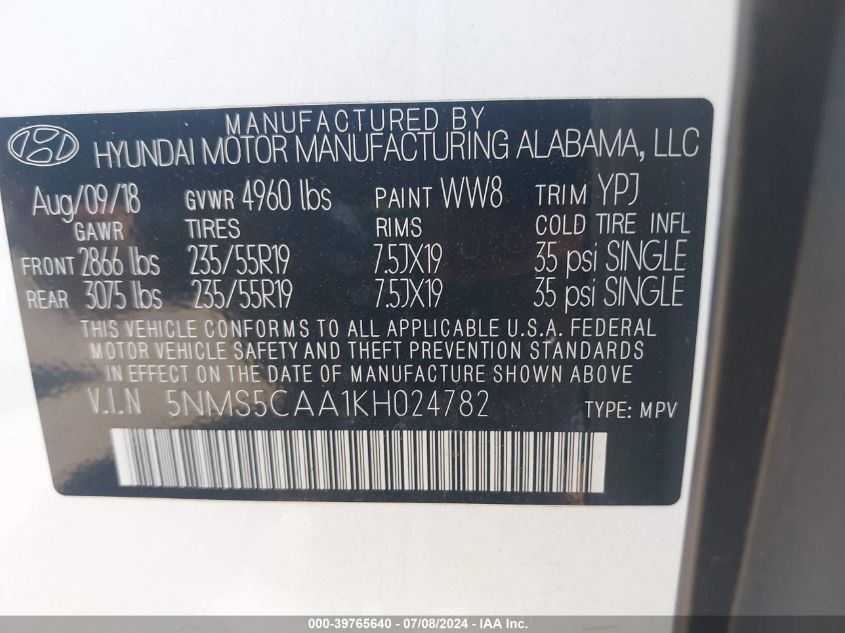 MANUFACTURED BY
HYUNDAI MOTOR MANUFACTURING ALABAMA, LLC
Aug/09/18 GVWR 4960 lbs PAINT WW8 TRIM YPJ
GAWR TIRES RIMS COLD TIRE INFL
FRONT 2866 lbs 235/55R19 7.5JX19 35 psi SINGLE
REAR 3075 lbs 235/55R19 7.5JX19 35 psi SINGLE
THIS VEHICLE CONFORMS TO ALL APPLICABLE U.S.A. FEDERAL
MOTOR VEHICLE SAFETY AND THEFT PREVENTION STANDARDS
IN EFFECT ON THE DATE OF MANUFACTURE SHOWN ABOVE.
V.I.N 5NMS5CAA1KH024782 TYPE: MPV
000-39765640 - 07/08/2024 - IAA Inc.